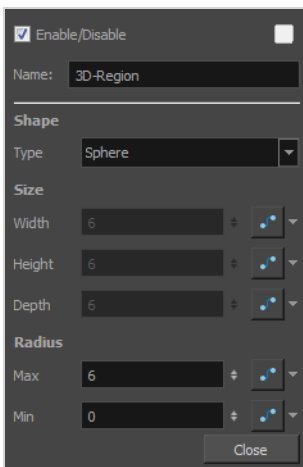 Enable/Disable
Name: 3D-Region
Shape
Type Sphere
Size
Width 6
Height 6
Depth 6
Radius
Max 6
Min 0
Close